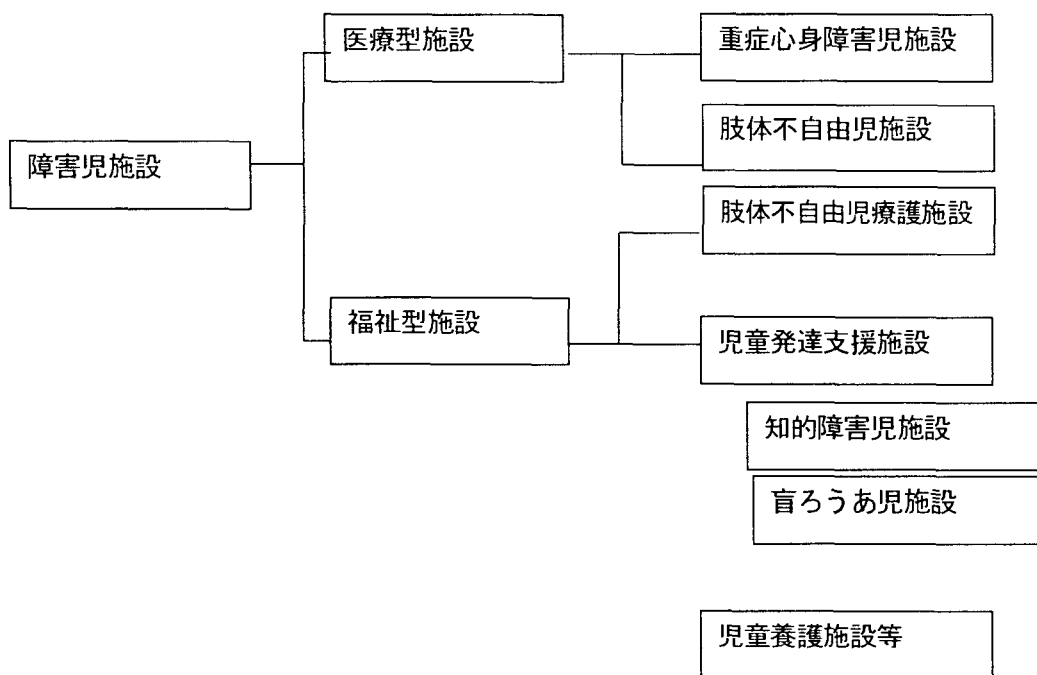 医療型施設
重症心身障害児施設
肢体不自由児施設
障害児施設
肢体不自由児療護施設
福祉型施設
児童発達支援施設
知的障害児施設
盲ろうあ児施設
児童養護施設等